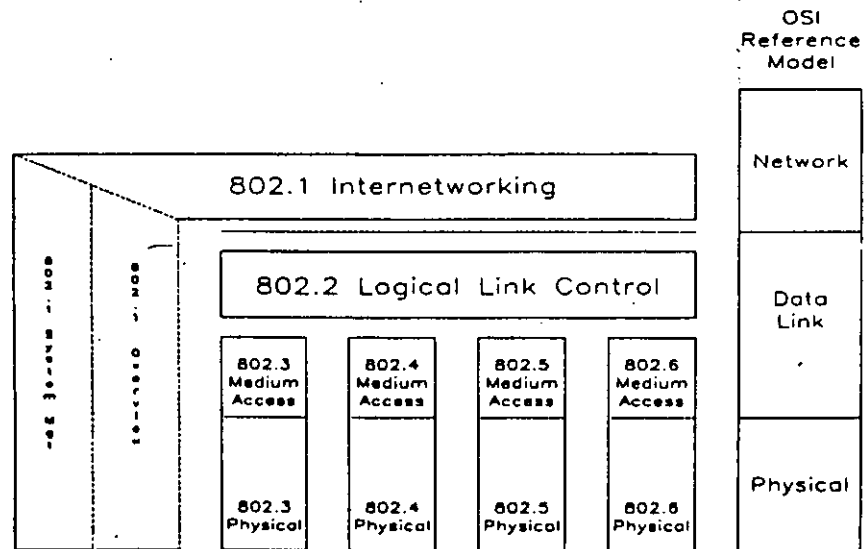 OSI
Reference
Model
Network
802.1 Internetworking
802.2 Logical Link Control
Data
Link
802.3
Medium
Access
802.4
Medium
Access
802.5
Medium
Access
802.6
Medium
Access
802.3
Physical
802.4
Physical
802.5
Physical
802.6
Physical
Physical